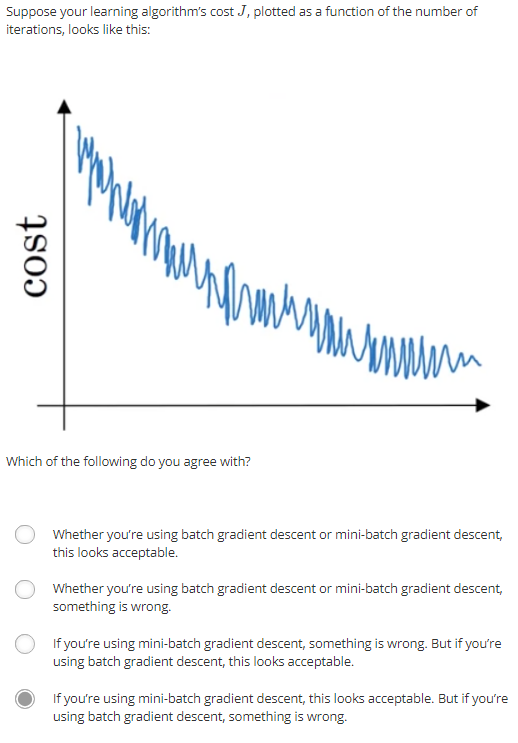 Suppose your learning algorithm's cost J, plotted as a function of the number of
iterations, looks like this:
cost
Which of the following do you agree with?
Whether you're using batch gradient descent or mini-batch gradient descent,
this looks acceptable.
Whether you're using batch gradient descent or mini-batch gradient descent,
something is wrong.
If you're using mini-batch gradient descent, something is wrong. But if you're
using batch gradient descent, this looks acceptable.
If you're using mini-batch gradient descent, this looks acceptable. But if you're
using batch gradient descent, something is wrong.